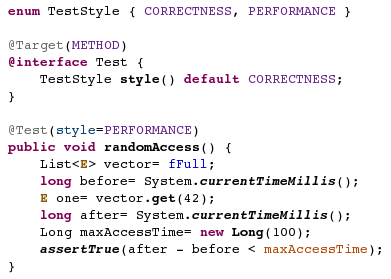 enum TestStyle { CORRECTNESS, PERFORMANCE }
@Target(METHOD)
@interface Test {
TestStyle style() default CORRECTNESS;
}
@Test(style=PERFORMANCE)
public void randomAccess() {
List<E> vector= fFull;
long before= System.currentTimeMillis();
E one= vector.get(42);
long after= System.currentTimeMillis();
Long maxAccessTime= new Long(100);
assertTrue(after - before < maxAccessTime);
}